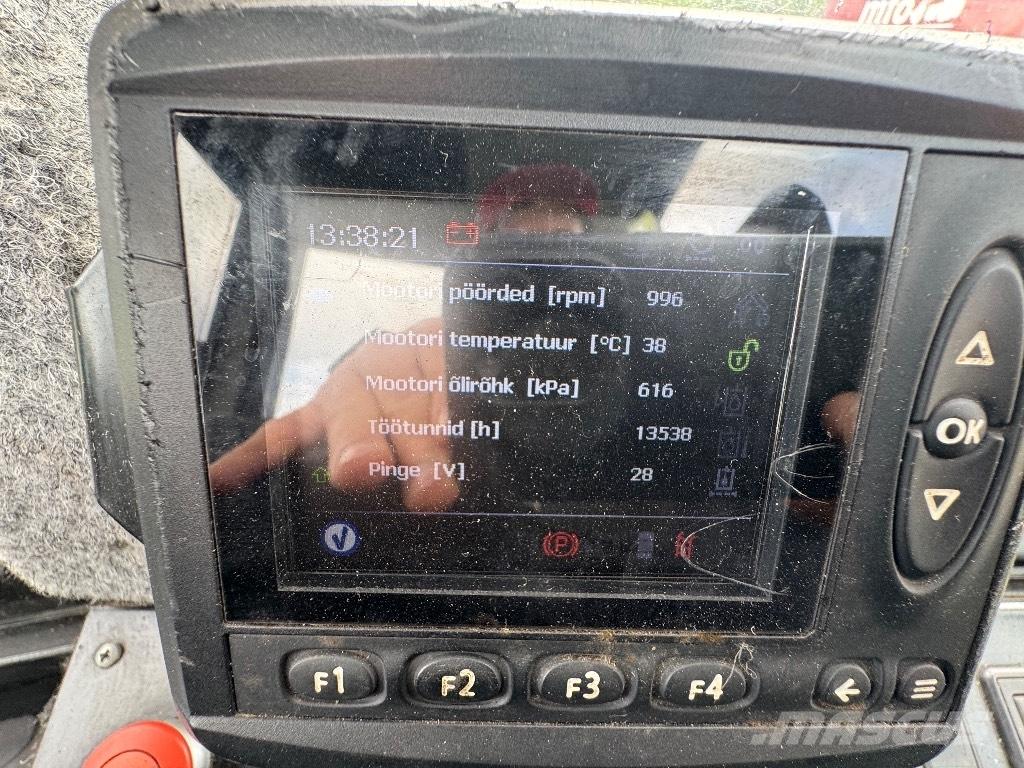 13:38:21
Mootori pöörded [rpm] 996
Mootori temperatuur [°C] 38
Mootori õlirõhk [kPa] 616
Töötunnid [h] 13538
Pinge [V] 28
P
OK
F1 F2 F3 F4
MASCUS